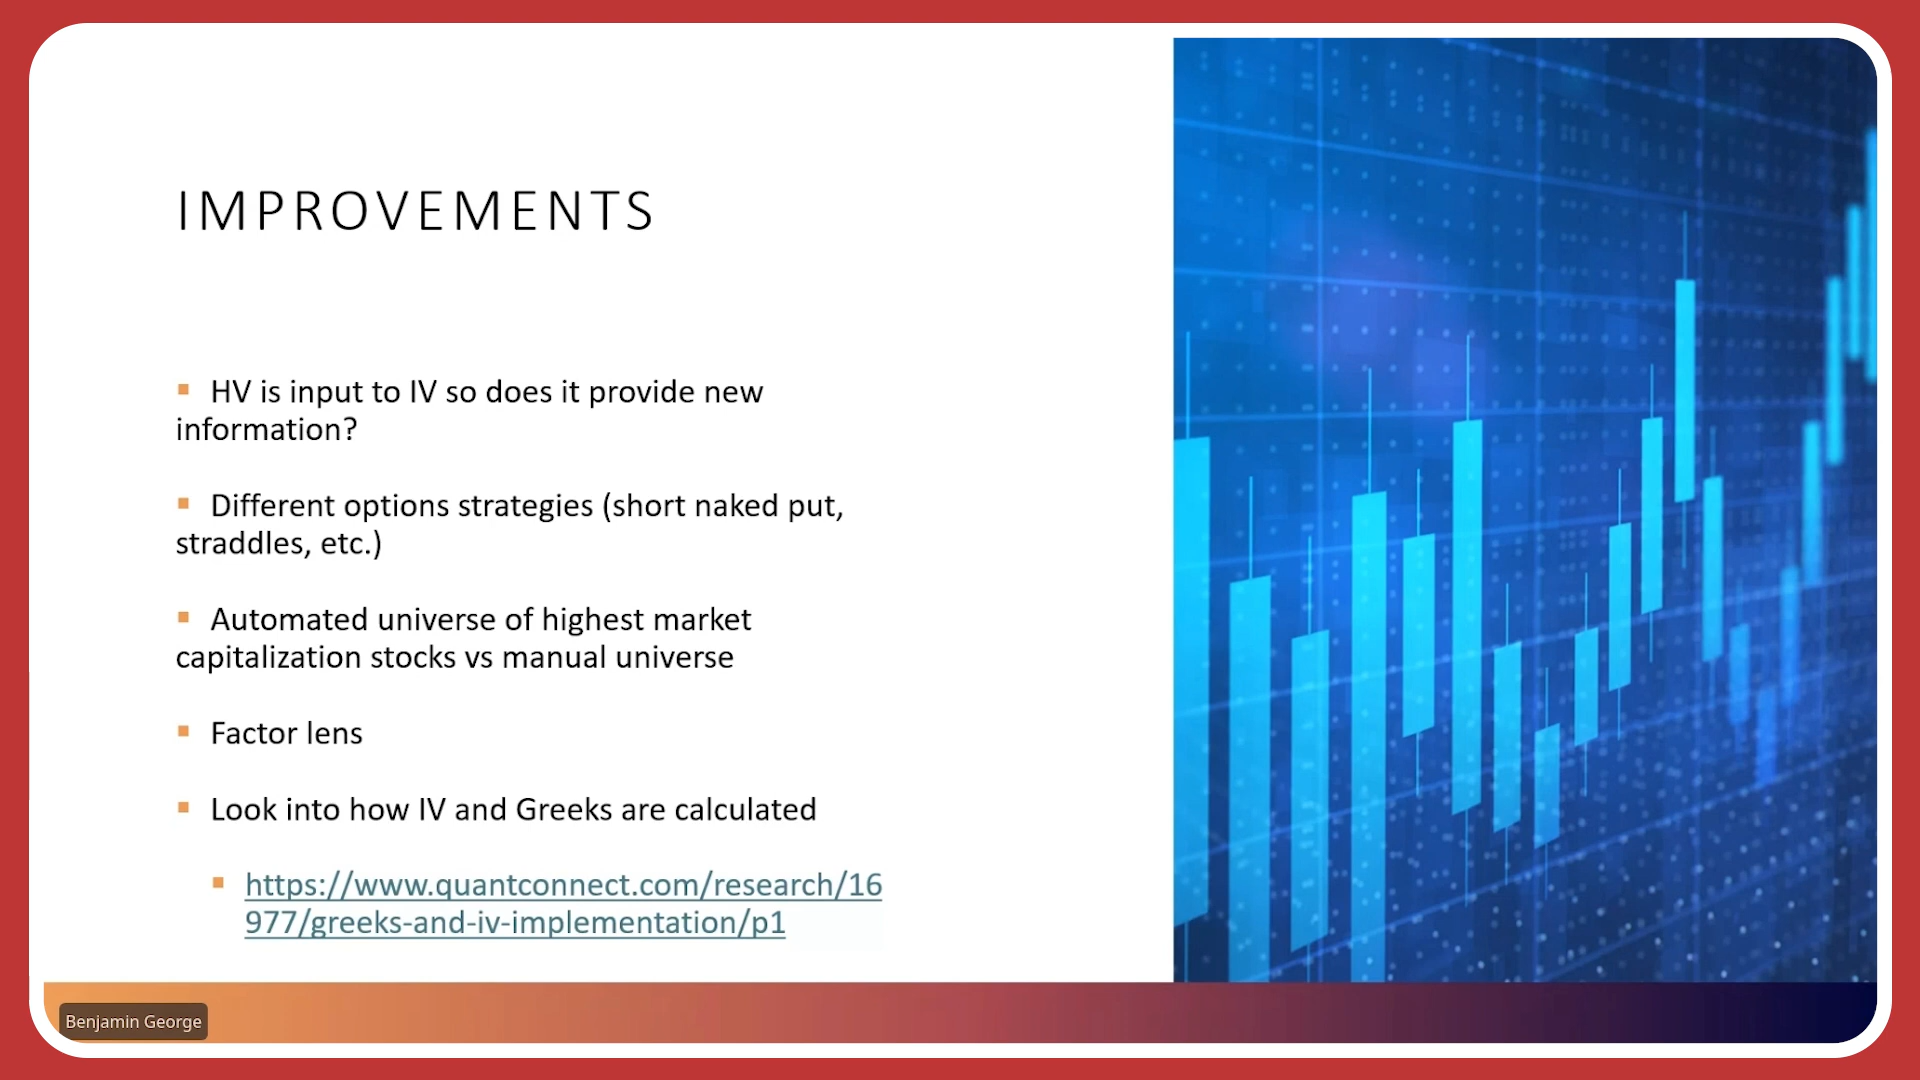 IMPROVEMENTS
▪ HV is input to IV so does it provide new
information?
▪ Different options strategies (short naked put,
straddles, etc.)
▪ Automated universe of highest market
capitalization stocks vs manual universe
▪ Factor lens
▪ Look into how IV and Greeks are calculated
▪ https://www.quantconnect.com/research/16
977/greeks-and-iv-implementation/p1
Benjamin George